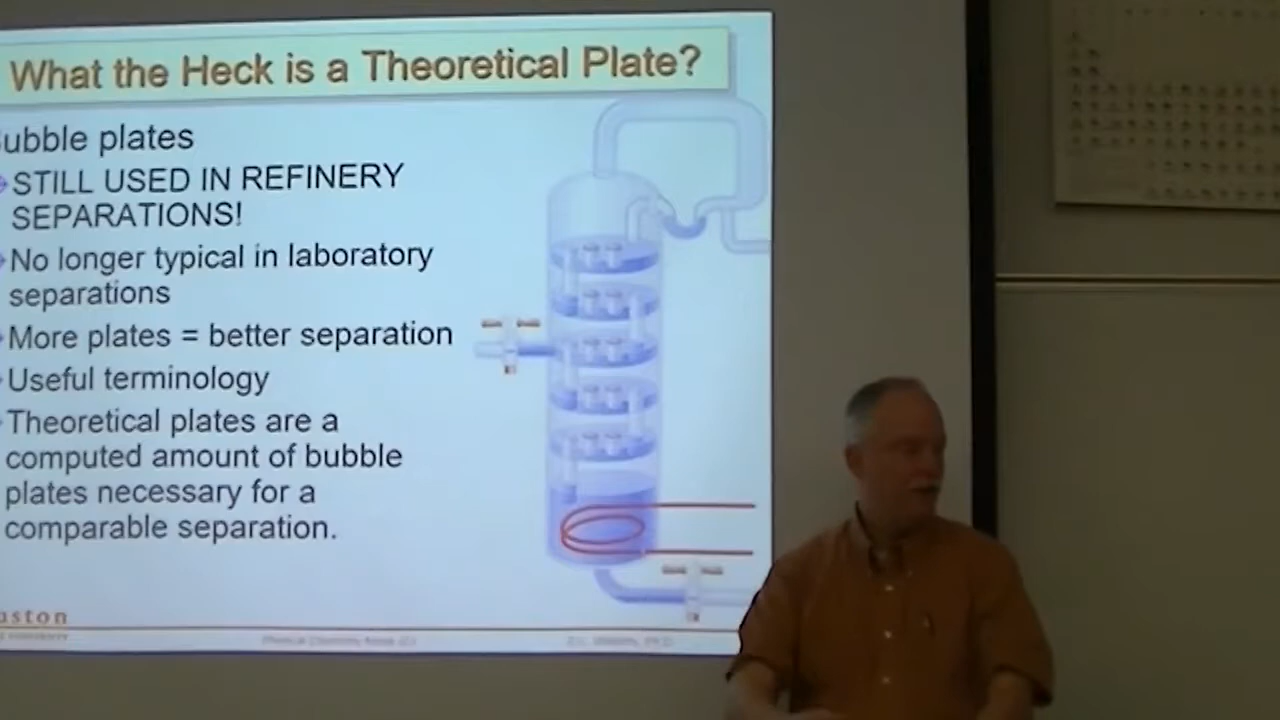 What the Heck is a Theoretical Plate?
ubble plates
STILL USED IN REFINERY
SEPARATIONS!
No longer typical in laboratory
separations
More plates = better separation
Useful terminology
Theoretical plates are a
computed amount of bubble
plates necessary for a
comparable separation.
aston